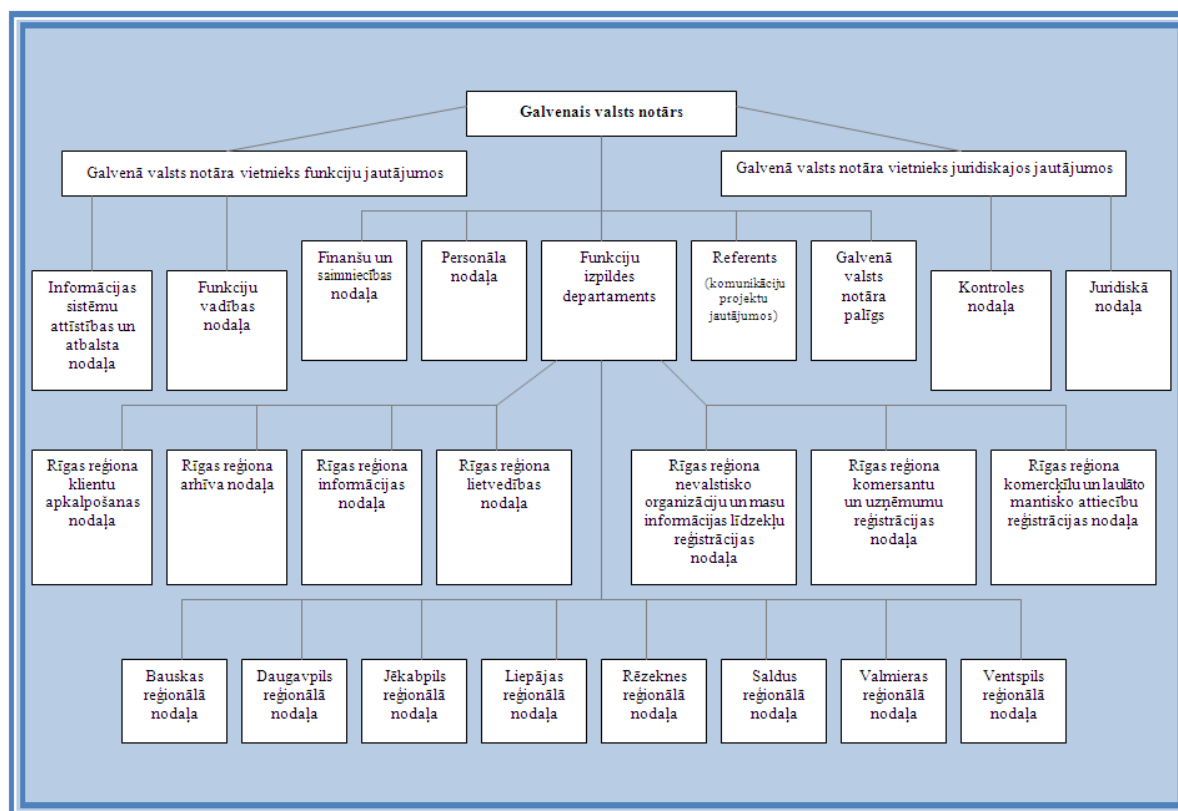 Galvenais valsts notārs
Galvenā valsts notāra vietnieks funkciju jautājumos
Galvenā valsts notāra vietnieks juridiskajos jautājumos
Informācijas
sistēmu
attīstības un
atbalsta
nodaļa
Funkciju
vadības
nodaļa
Finanšu un
saimniecības
nodaļa
Personāla
nodaļa
Funkciju
izpildes
departaments
Referents
(komunikāciju
projektu
jautājumos)
Galvenā
valsts
notāra
palīgs
Kontroles
nodaļa
Juridiskā
nodaļa
Rīgas reģiona
klientu
apkalpošanas
nodaļa
Rīgas reģiona
arhīva nodaļa
Rīgas reģiona
informācijas
nodaļa
Rīgas reģiona
lietvedības
nodaļa
Rīgas reģiona
nevalstisko
organizāciju un masu
informācijas līdzekļu
reģistrācijas
nodaļa
Rīgas reģiona
komersantu
un uzņēmumu
reģistrācijas
nodaļa
Rīgas reģiona
komercķīlu un laulāto
mantisko attiecību
reģistrācijas nodaļa
Bauskas
reģionālā
nodaļa
Daugavpils
reģionālā
nodaļa
Jēkabpils
reģionālā
nodaļa
Liepājas
reģionālā
nodaļa
Rēzeknes
reģionālā
nodaļa
Saldus
reģionālā
nodaļa
Valmieras
reģionālā
nodaļa
Ventspils
reģionālā
nodaļa